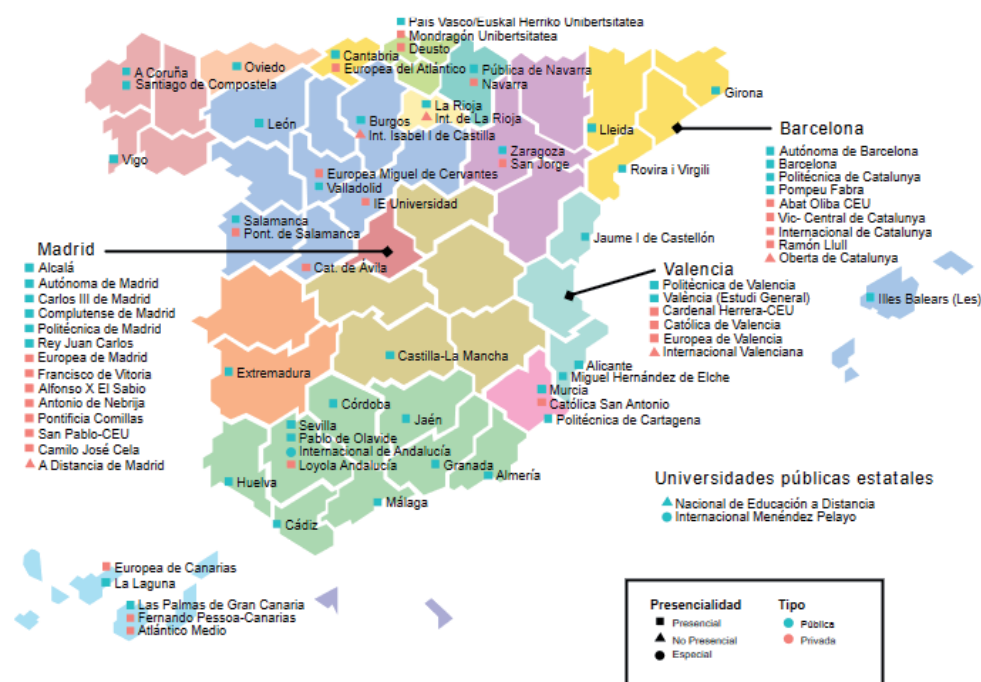 País Vasco/Euskal Herriko Unibertsitatea
Mondragón Unibertsitatea
Deusto
Cantabria
Europea del Atlántico
Oviedo
A Coruña
Santiago de Compostela
Pública de Navarra
Navarra
Girona
La Rioja
Int. de La Rioja
León
Burgos
Int. Isabel I de Castilla
Lleida
Barcelona
Vigo
Zaragoza
San Jorge
Rovira i Virgili
Autónoma de Barcelona
Barcelona
Politécnica de Catalunya
Pompeu Fabra
Abat Oliba CEU
Vic- Central de Catalunya
Internacional de Catalunya
Ramón Llull
Oberta de Catalunya
Europea Miguel de Cervantes
Valladolid
IE Universidad
Salamanca
Pont. de Salamanca
Jaume I de Castellón
Cat. de Ávila
Madrid
Alcalá
Autónoma de Madrid
Carlos III de Madrid
Complutense de Madrid
Politécnica de Madrid
Rey Juan Carlos
Europea de Madrid
Francisco de Vitoria
Alfonso X El Sabio
Antonio de Nebrija
Pontificia Comillas
San Pablo-CEU
Camilo José Cela
A Distancia de Madrid
Valencia
Politècnica de Valencia
València (Estudi General)
Cardenal Herrera-CEU
Católica de Valencia
Europea de Valencia
Internacional Valenciana
Illes Balears (Les)
Castilla-La Mancha
Extremadura
Alicante
Miguel Hernández de Elche
Murcia
Católica San Antonio
Politécnica de Cartagena
Córdoba
Jaén
Sevilla
Pablo de Olavide
Internacional de Andalucía
Loyola Andalucía
Granada
Almería
Huelva
Málaga
Cádiz
Universidades públicas estatales
Nacional de Educación a Distancia
Internacional Menéndez Pelayo
Europea de Canarias
La Laguna
Las Palmas de Gran Canaria
Fernando Pessoa-Canarias
Atlántico Medio
Presencialidad
Presencial
No Presencial
Especial
Tipo
Pública
Privada